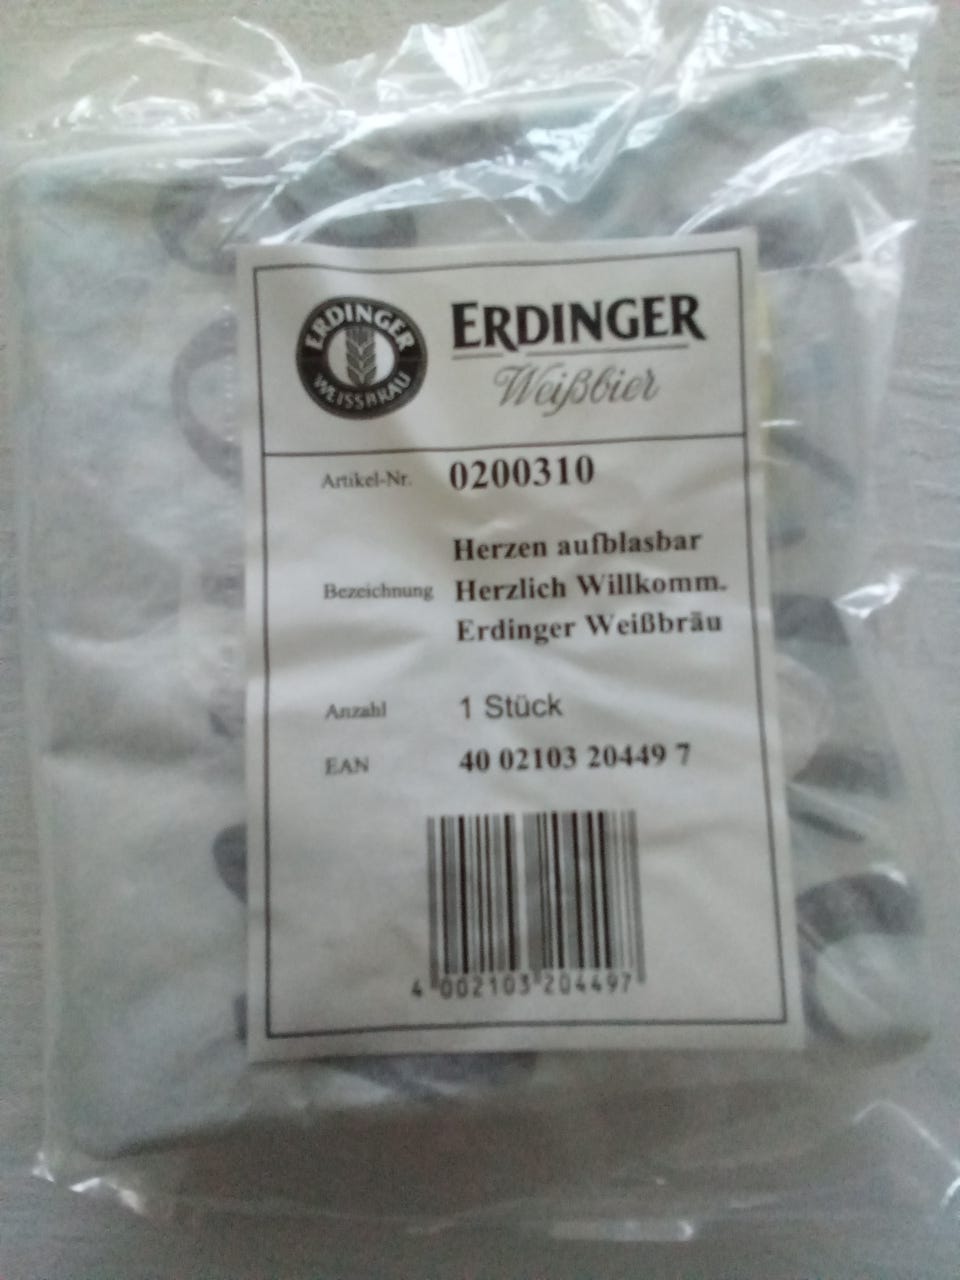 ERDINGER
WEISSBRÄU
ERDINGER
Weißbier
Artikel-Nr. 0200310
Herzen aufblasbar
Bezeichnung Herzlich Willkomm.
Erdinger Weißbräu
Anzahl 1 Stück
EAN 40 02103 20449 7
4 002103 204497